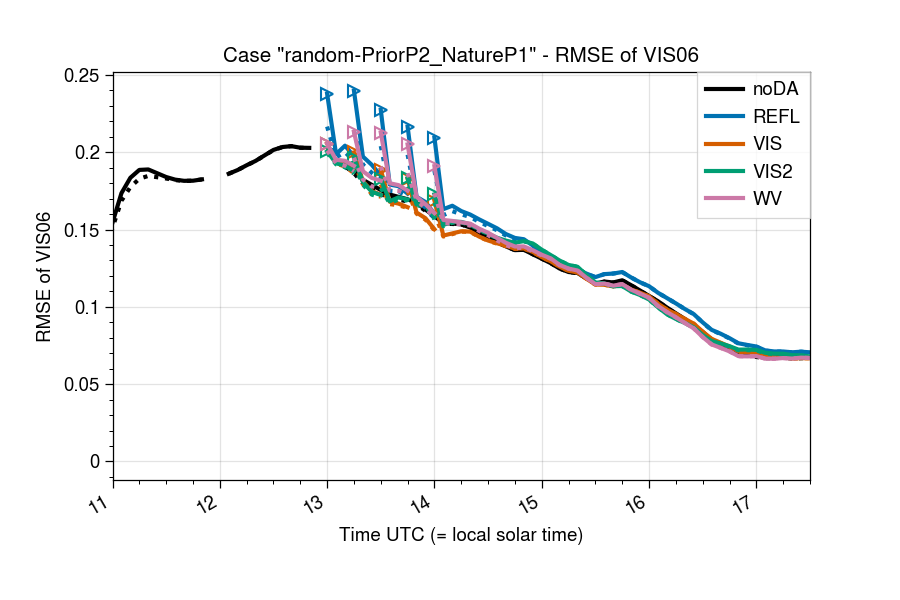 Case "random-PriorP2_NatureP1" - RMSE of VIS06
0.25
0.2
0.15
0.1
0.05
0
RMSE of VIS06
noDA
REFL
VIS
VIS2
WV
11
12
13
14
15
16
17
Time UTC (= local solar time)